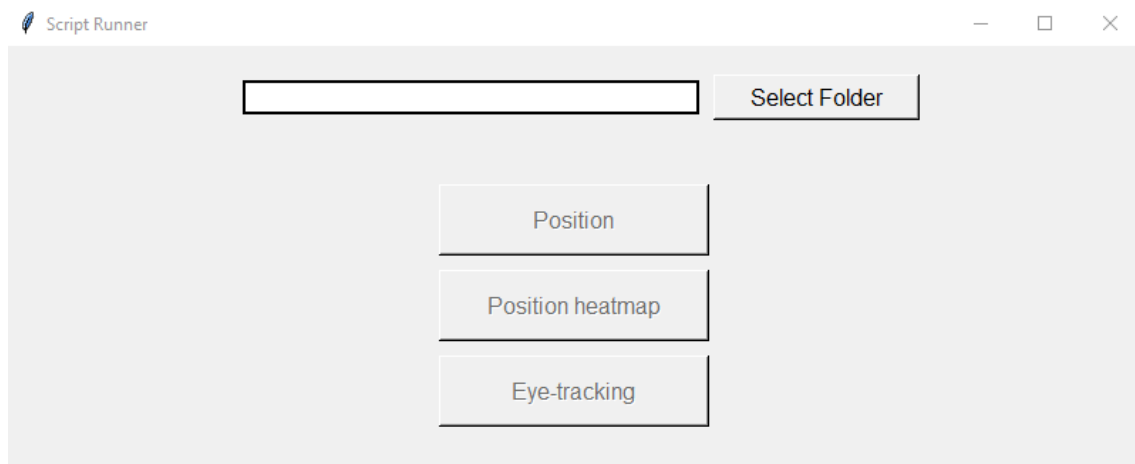 Script Runner
Select Folder
Position
Position heatmap
Eye-tracking